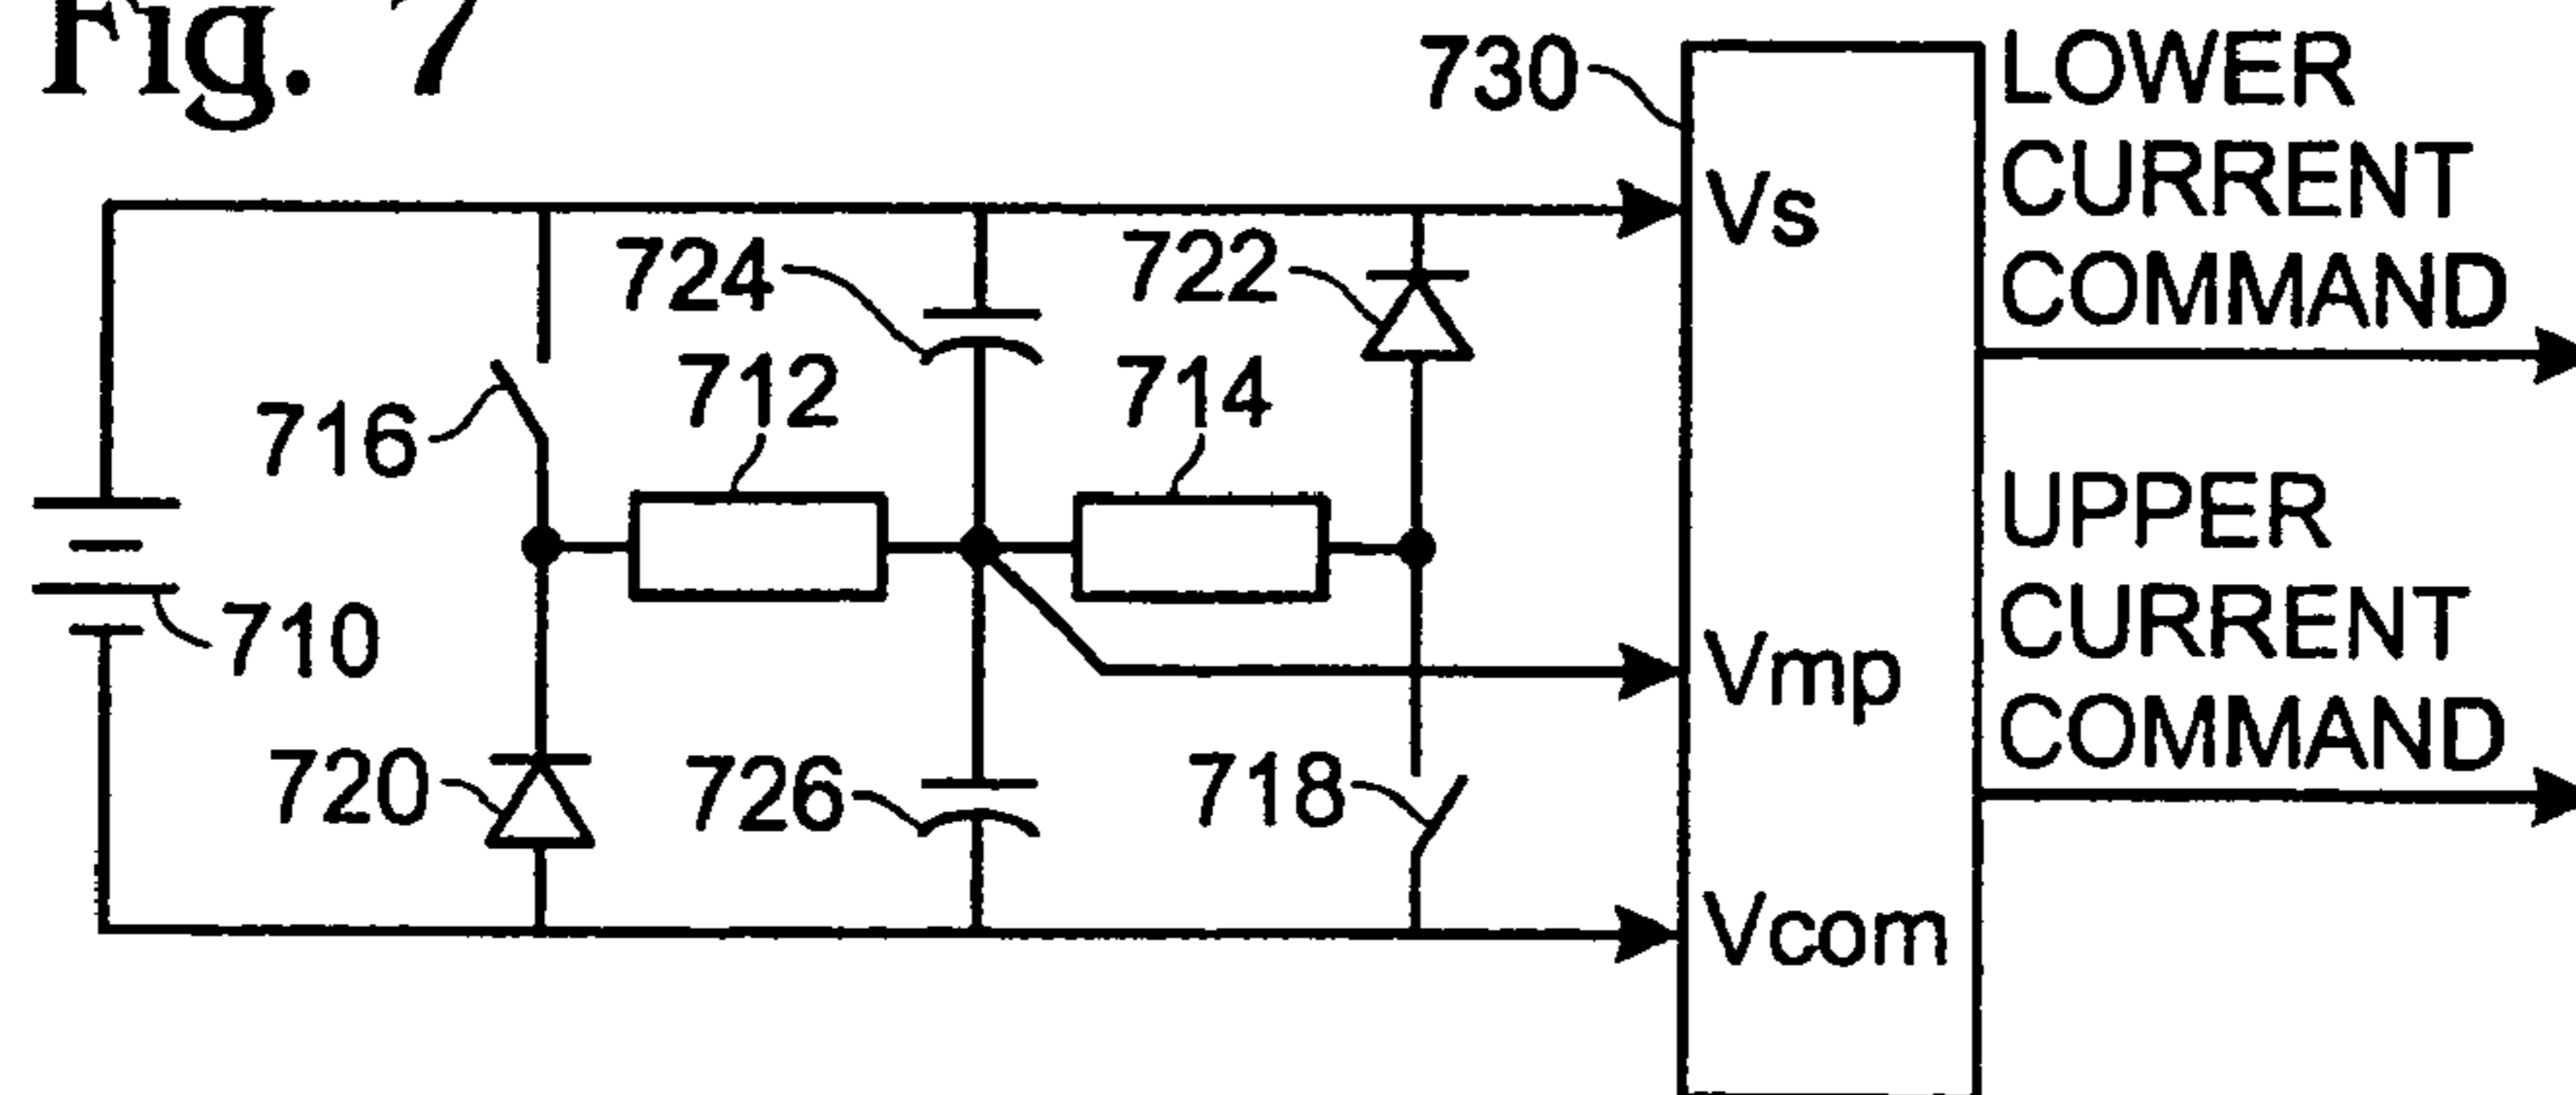 Fig. 7
730
LOWER
CURRENT
COMMAND
Vs
724
722
712
714
716
UPPER
CURRENT
COMMAND
710
Vmp
720
726
718
Vcom